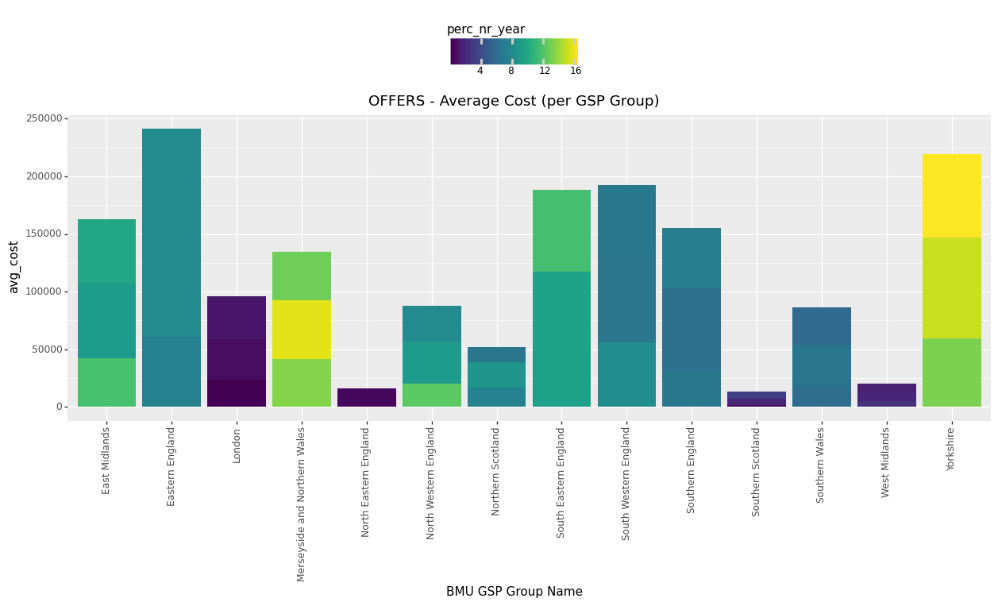 perc_nr_year
4 8 12 16
OFFERS - Average Cost (per GSP Group)
avg_cost
250000
200000
150000
100000
50000
0
East Midlands
Eastern England
London
Merseyside and Northern Wales
North Eastern England
North Western England
Northern Scotland
South Eastern England
South Western England
Southern England
Southern Scotland
Southern Wales
West Midlands
Yorkshire
BMU GSP Group Name